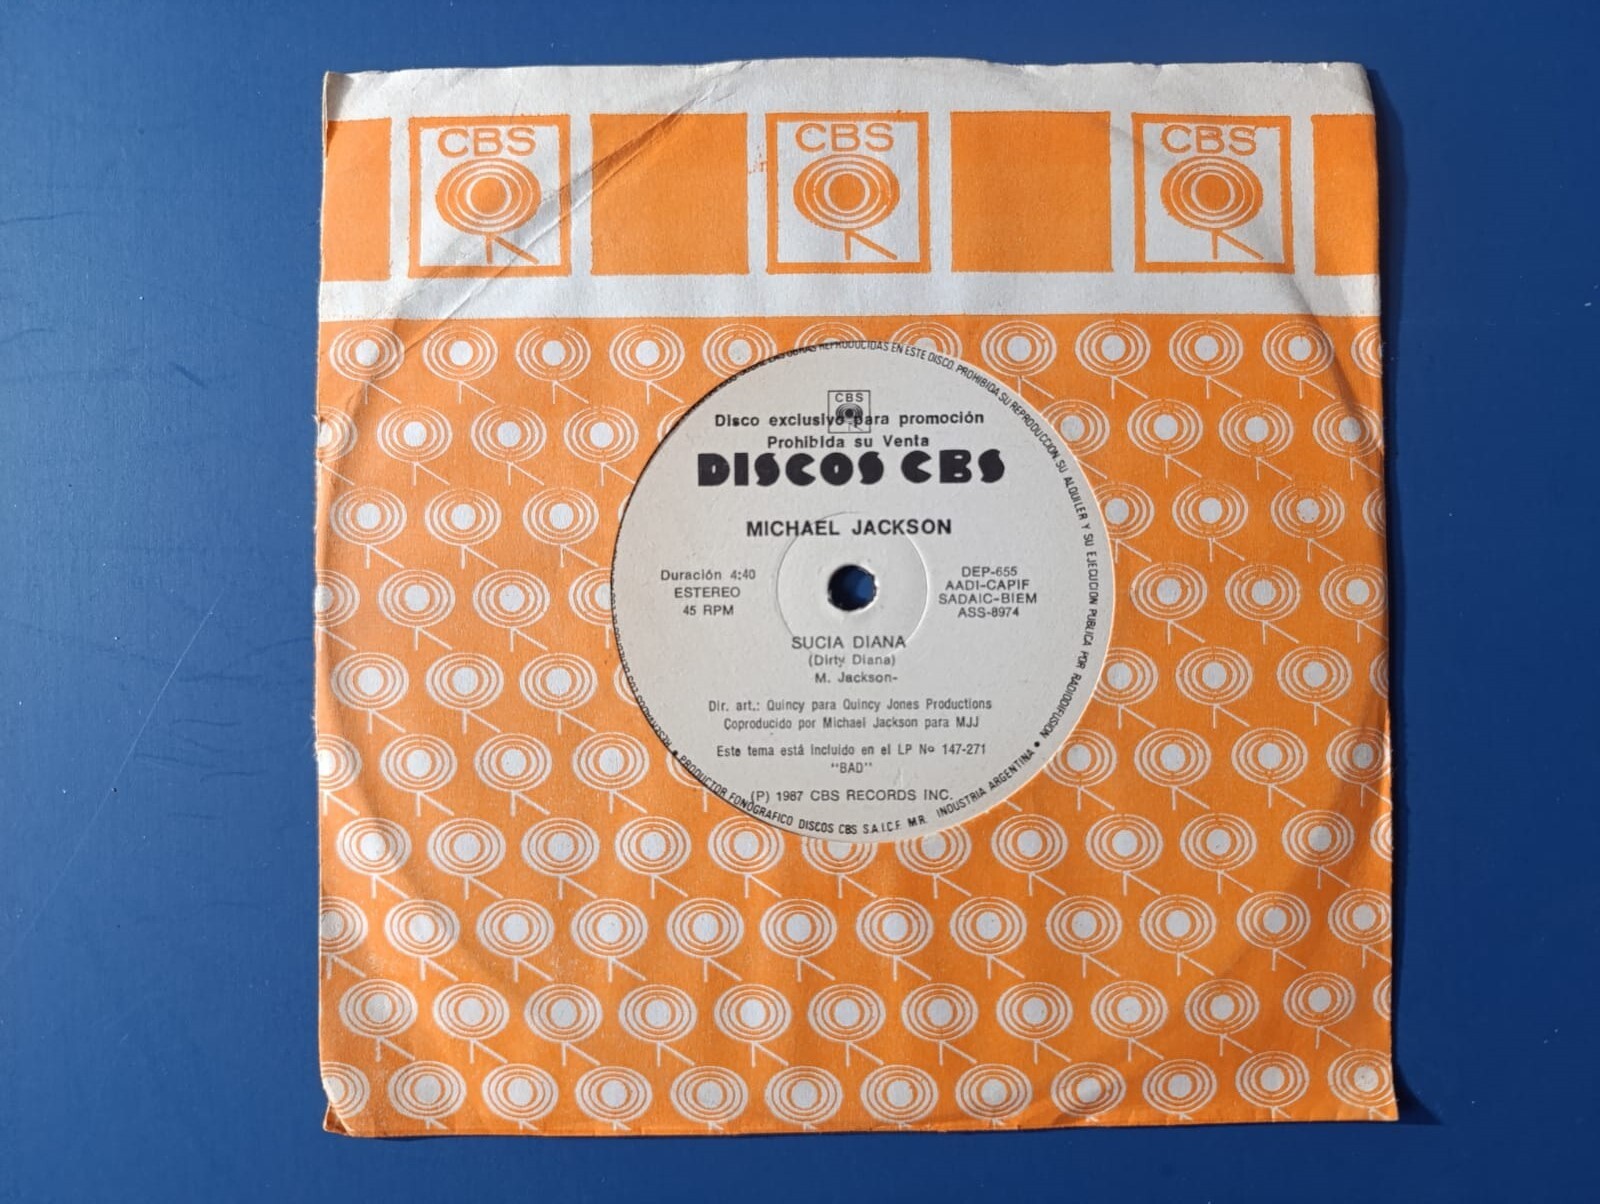 CBS CBS CBS
CBS
Disco exclusivo para promoción
Prohibida su Venta
DISCOS CBS
MICHAEL JACKSON
Duración 4:40
ESTEREO
45 RPM
DEP-655
AADI-CAPIF
SADAIC-BIEM
ASS-8974
SUCIA DIANA
(Dirty Diana)
M. Jackson-
Dir. art.: Quincy para Quincy Jones Productions
Coproducido por Michael Jackson para MJJ
Este tema está incluido en el LP Nº 147-271
"BAD"
(P) 1987 CBS RECORDS INC.
OBRAS REPRODUCIDAS EN ESTE DISCO. PROHIBIDA SU REPRODUCCION, SU ALQUILER Y SU EJECUCION PUBLICA POR RADIODIFUSION • INDUSTRIA ARGENTINA •
PRODUCTOR FONOGRAFICO DISCOS CBS S.A.I.C.F. M.R.